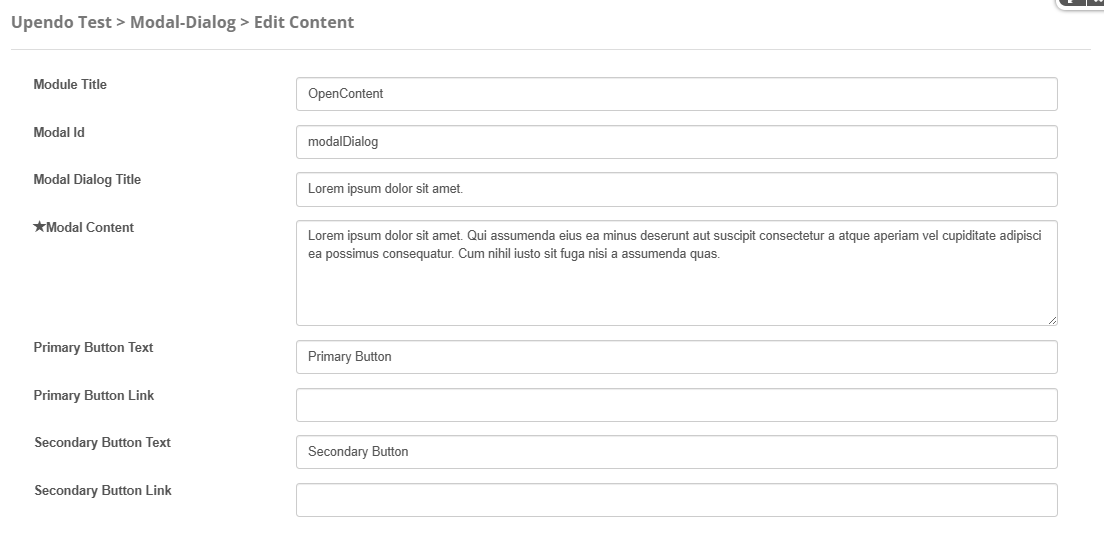 Upendo Test > Modal-Dialog > Edit Content
Module Title
OpenContent
Modal Id
modalDialog
Modal Dialog Title
Lorem ipsum dolor sit amet.
★Modal Content
Lorem ipsum dolor sit amet. Qui assumenda eius ea minus deserunt aut suscipit consectetur a atque aperiam vel cupiditate adipisci
ea possimus consequatur. Cum nihil iusto sit fuga nisi a assumenda quas.
Primary Button Text
Primary Button
Primary Button Link
Secondary Button Text
Secondary Button
Secondary Button Link